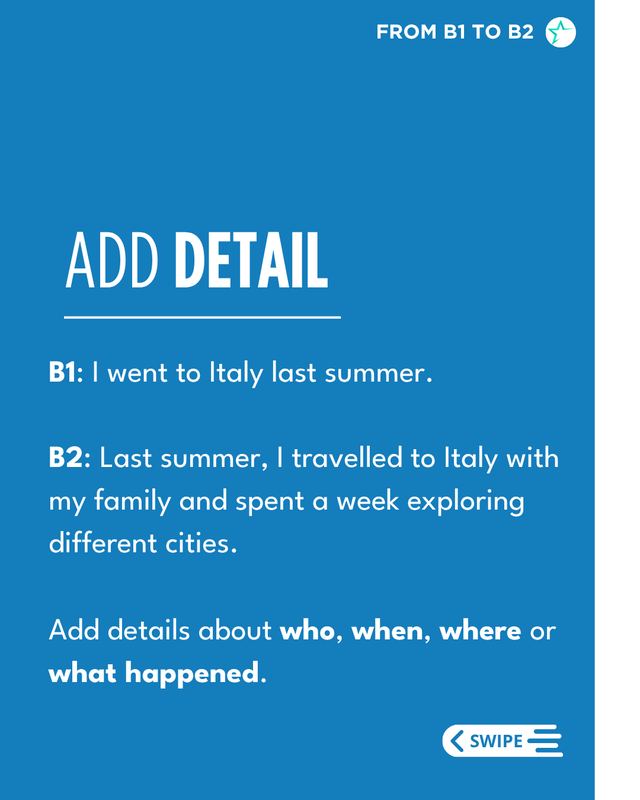 FROM B1 TO B2
ADD DETAIL
B1: I went to Italy last summer.
B2: Last summer, I travelled to Italy with
my family and spent a week exploring
different cities.
Add details about who, when, where or
what happened.
SWIPE